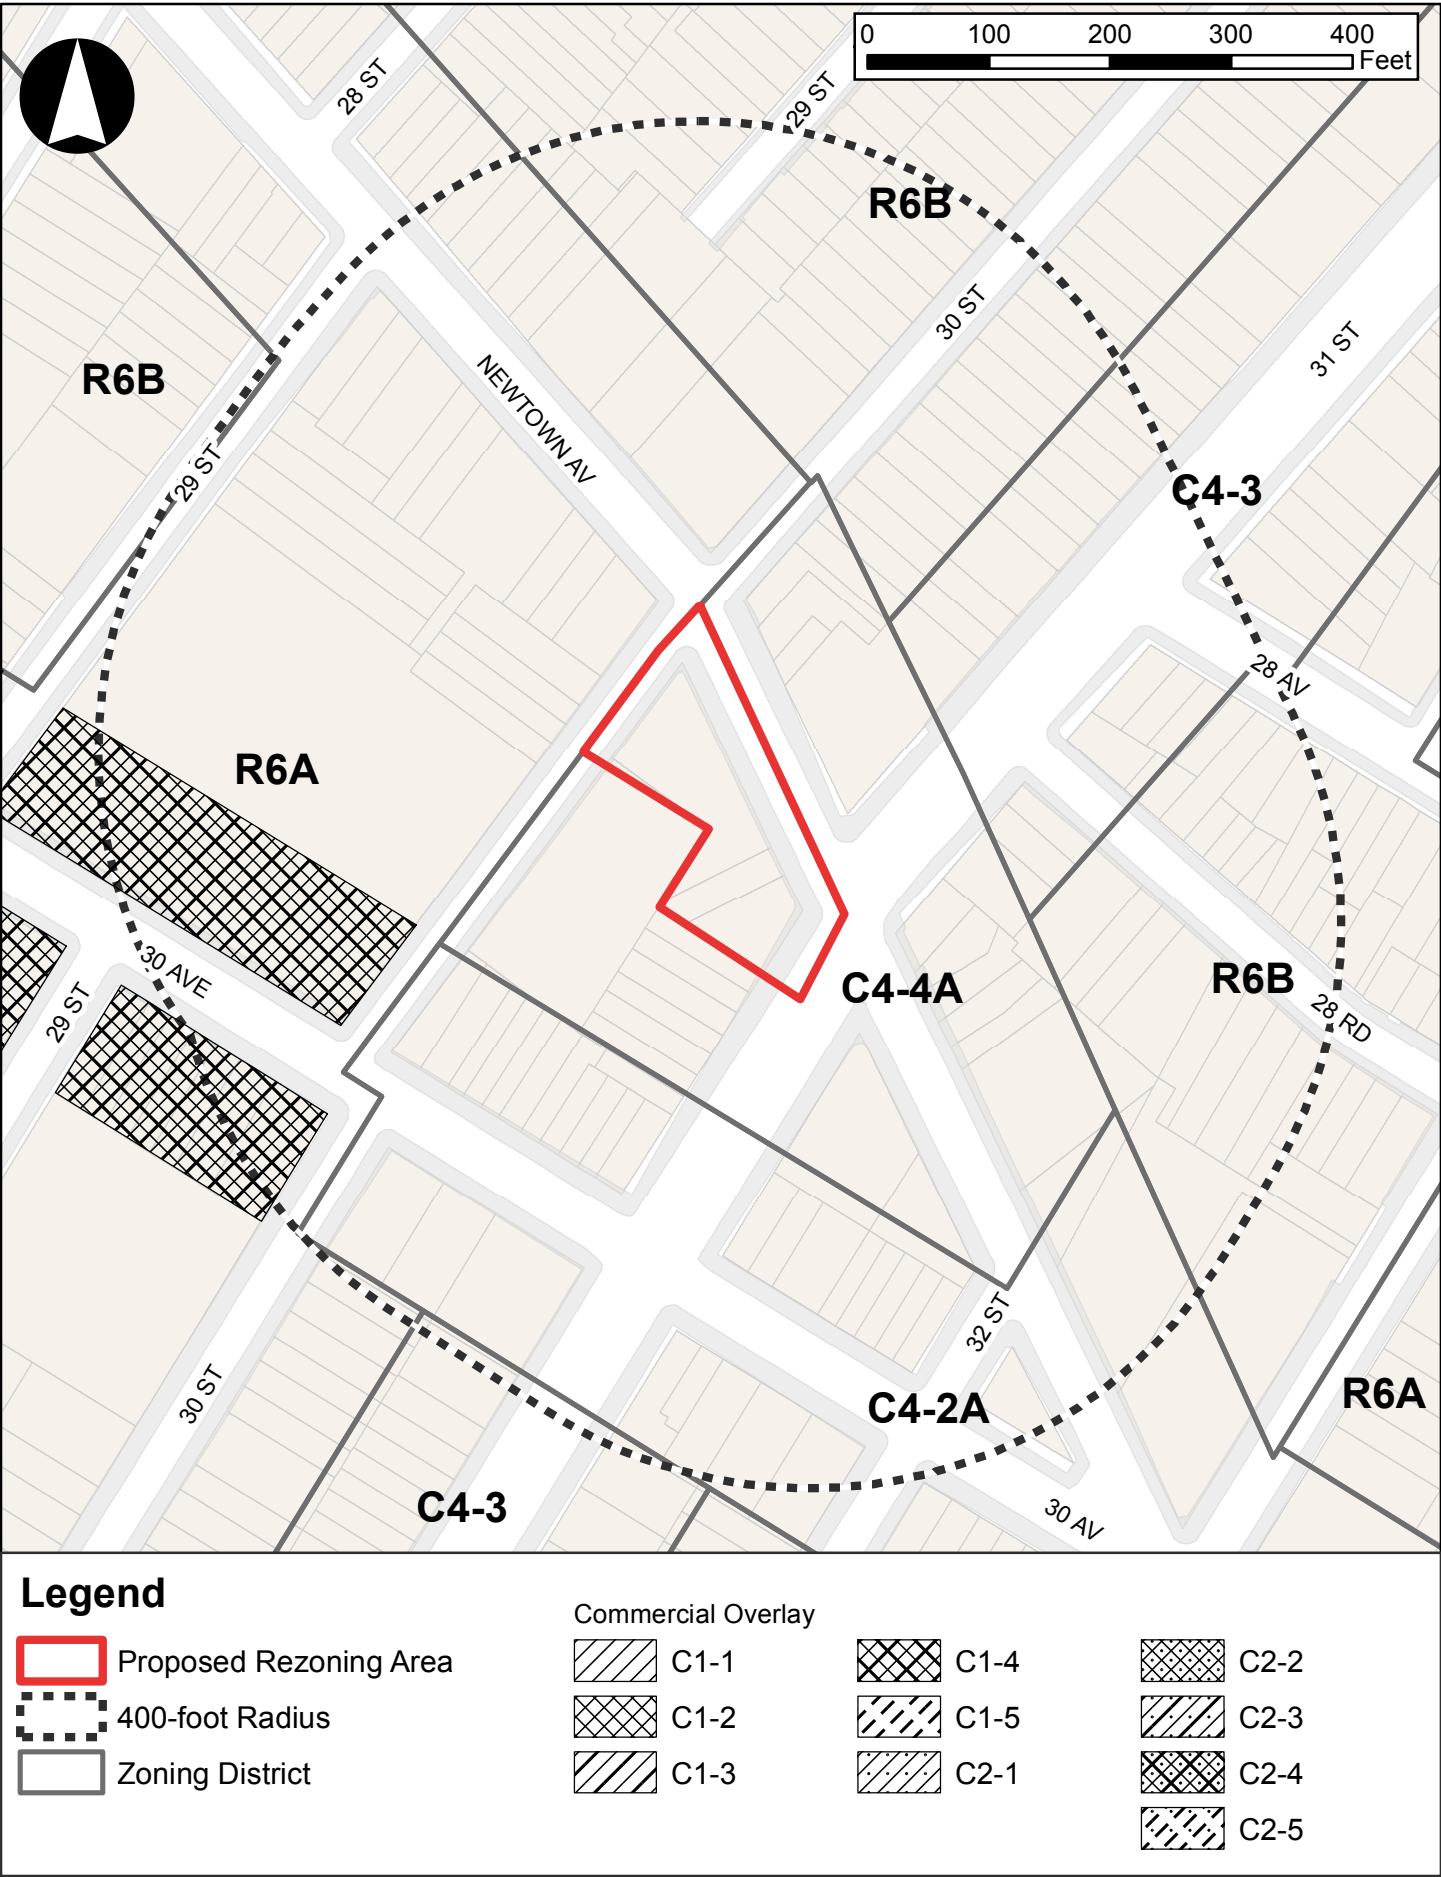 0 100 200 300 400
Feet
28 ST
29 ST
R6B
30 ST
31 ST
R6B
NEWTOWN AV
29 ST
C4-3
28 AV
R6A
30 AVE
29 ST
C4-4A
R6B
28 RD
32 ST
30 ST
C4-2A
R6A
C4-3
30 AV
Legend
Proposed Rezoning Area
400-foot Radius
Zoning District
Commercial Overlay
C1-1
C1-2
C1-3
C1-4
C1-5
C2-1
C2-2
C2-3
C2-4
C2-5